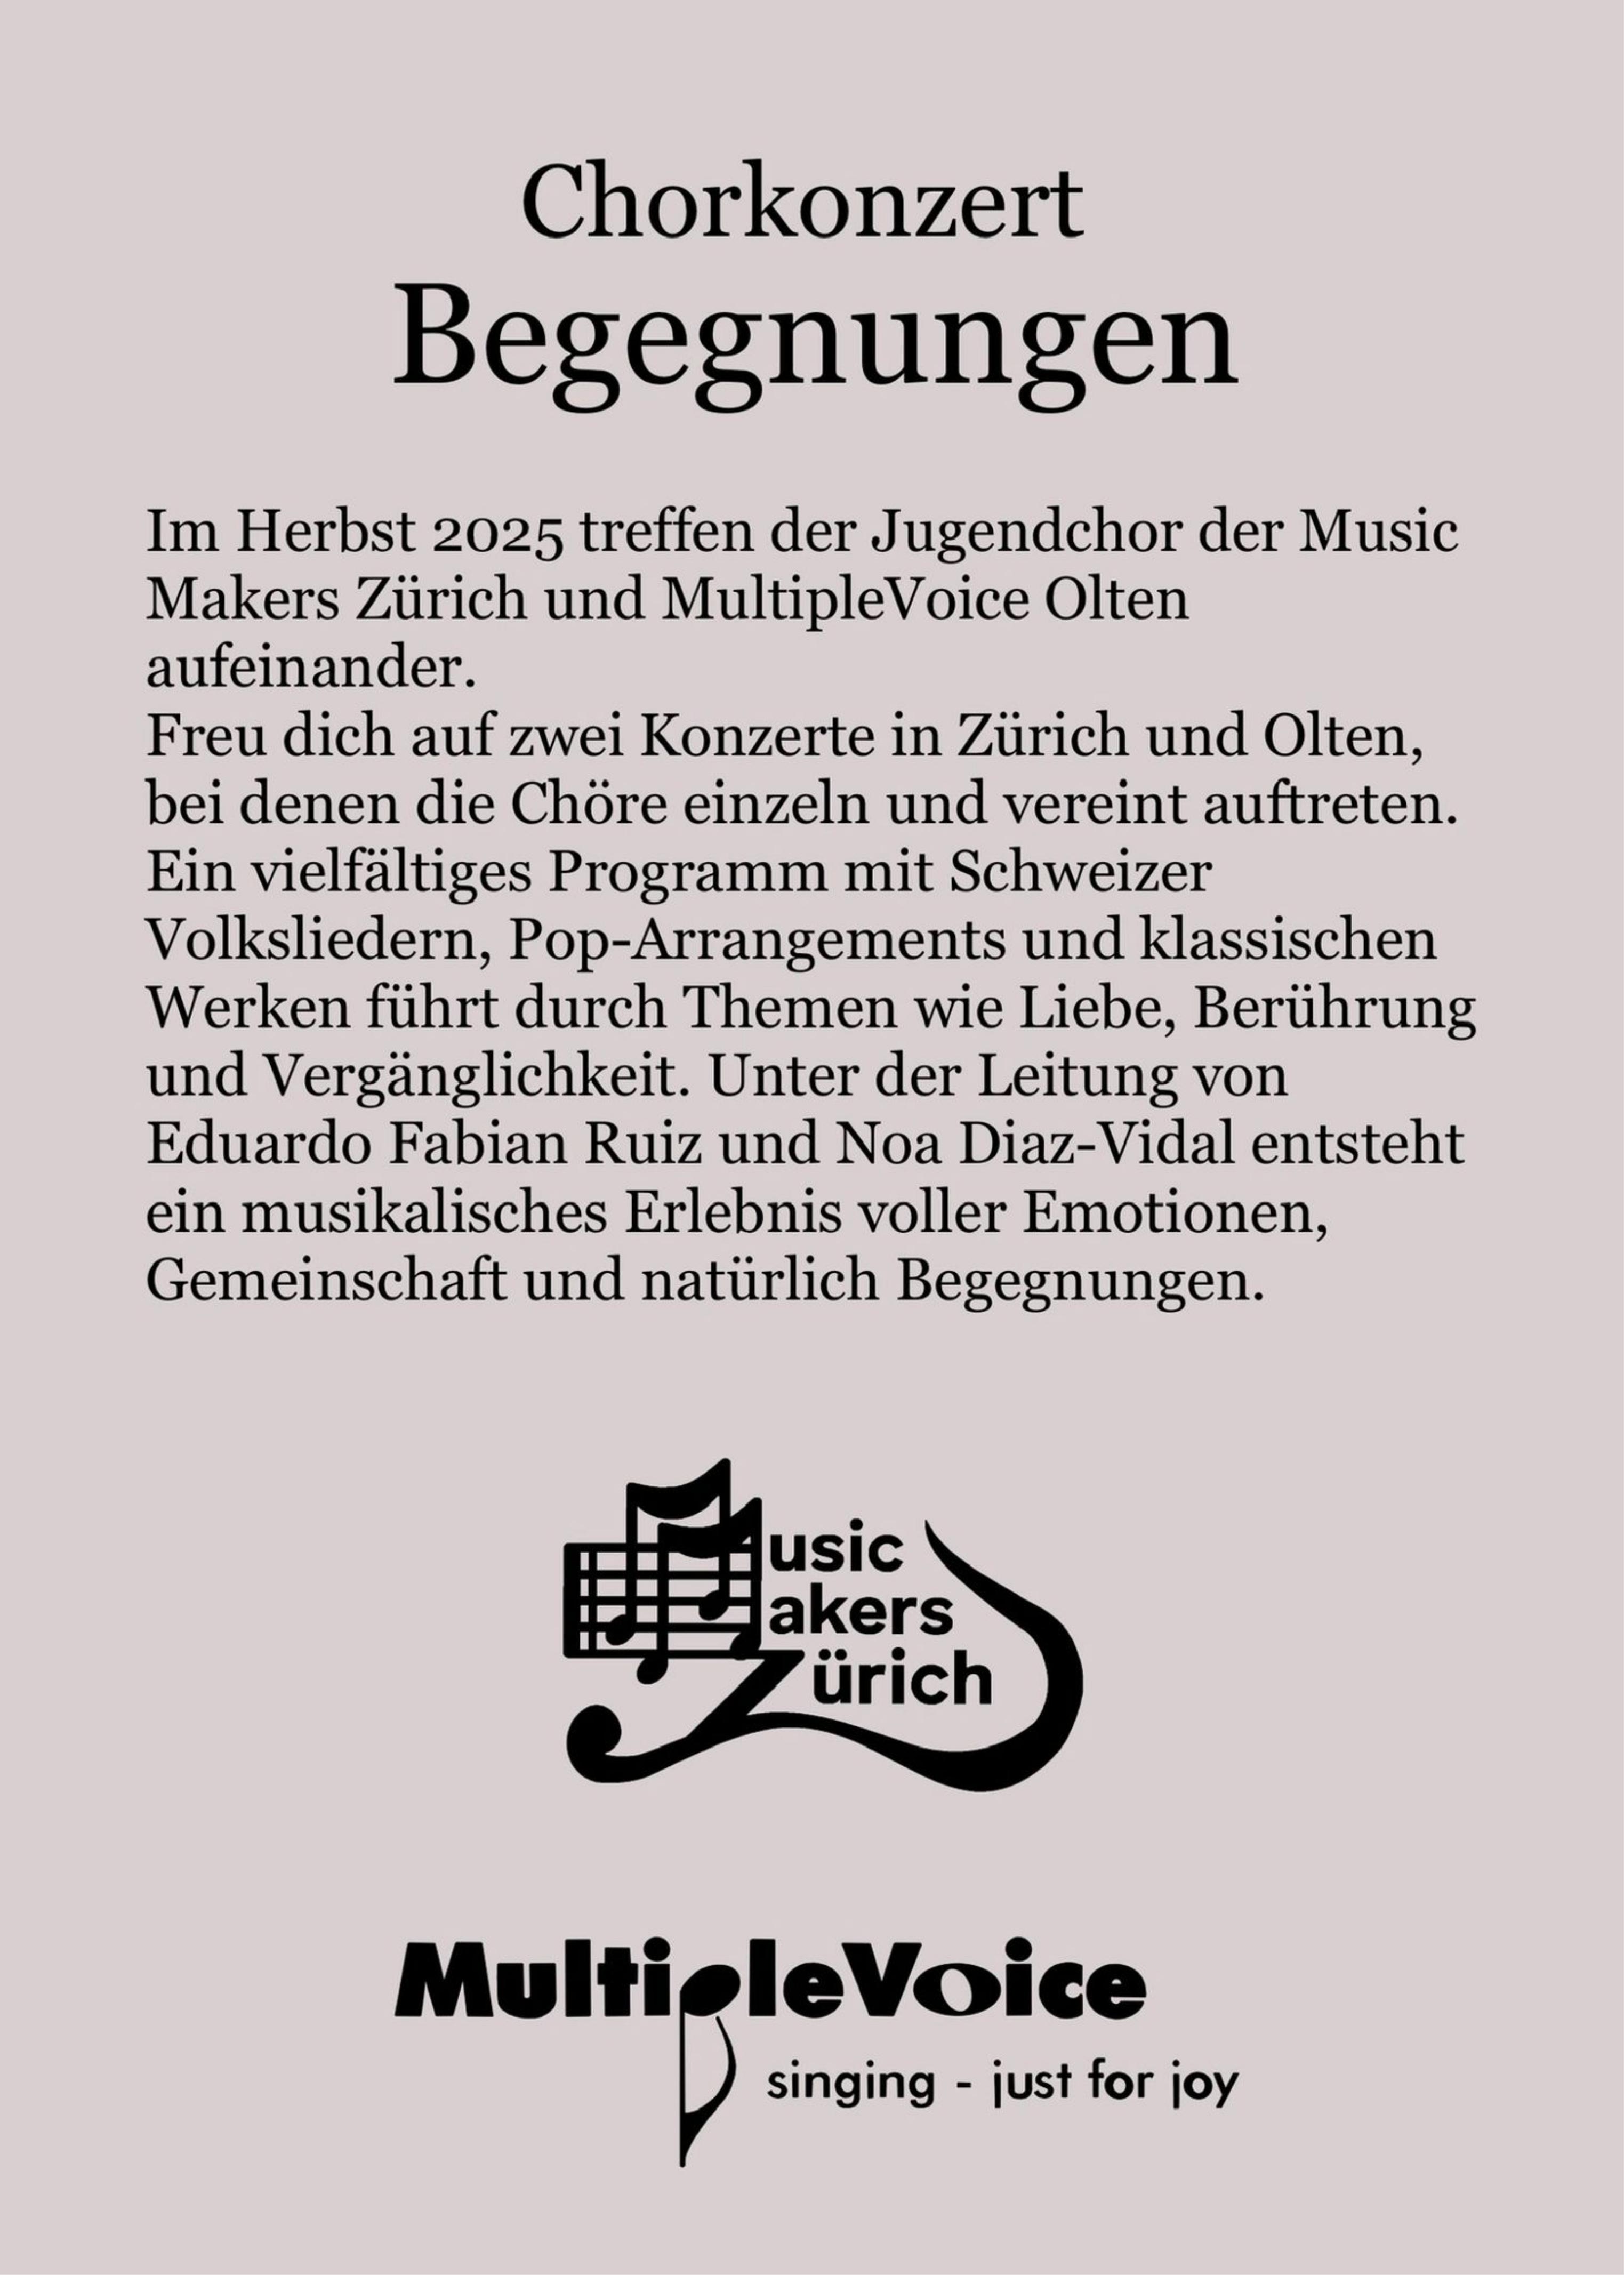 Chorkonzert
Begegnungen
Im Herbst 2025 treffen der Jugendchor der Music
Makers Zürich und MultipleVoice Olten
aufeinander.
Freu dich auf zwei Konzerte in Zürich und Olten,
bei denen die Chöre einzeln und vereint auftreten.
Ein vielfältiges Programm mit Schweizer
Volksliedern, Pop-Arrangements und klassischen
Werken führt durch Themen wie Liebe, Berührung
und Vergänglichkeit. Unter der Leitung von
Eduardo Fabian Ruiz und Noa Diaz-Vidal entsteht
ein musikalisches Erlebnis voller Emotionen,
Gemeinschaft und natürlich Begegnungen.
Music
Makers
Zürich
MultipleVoice
singing - just for joy